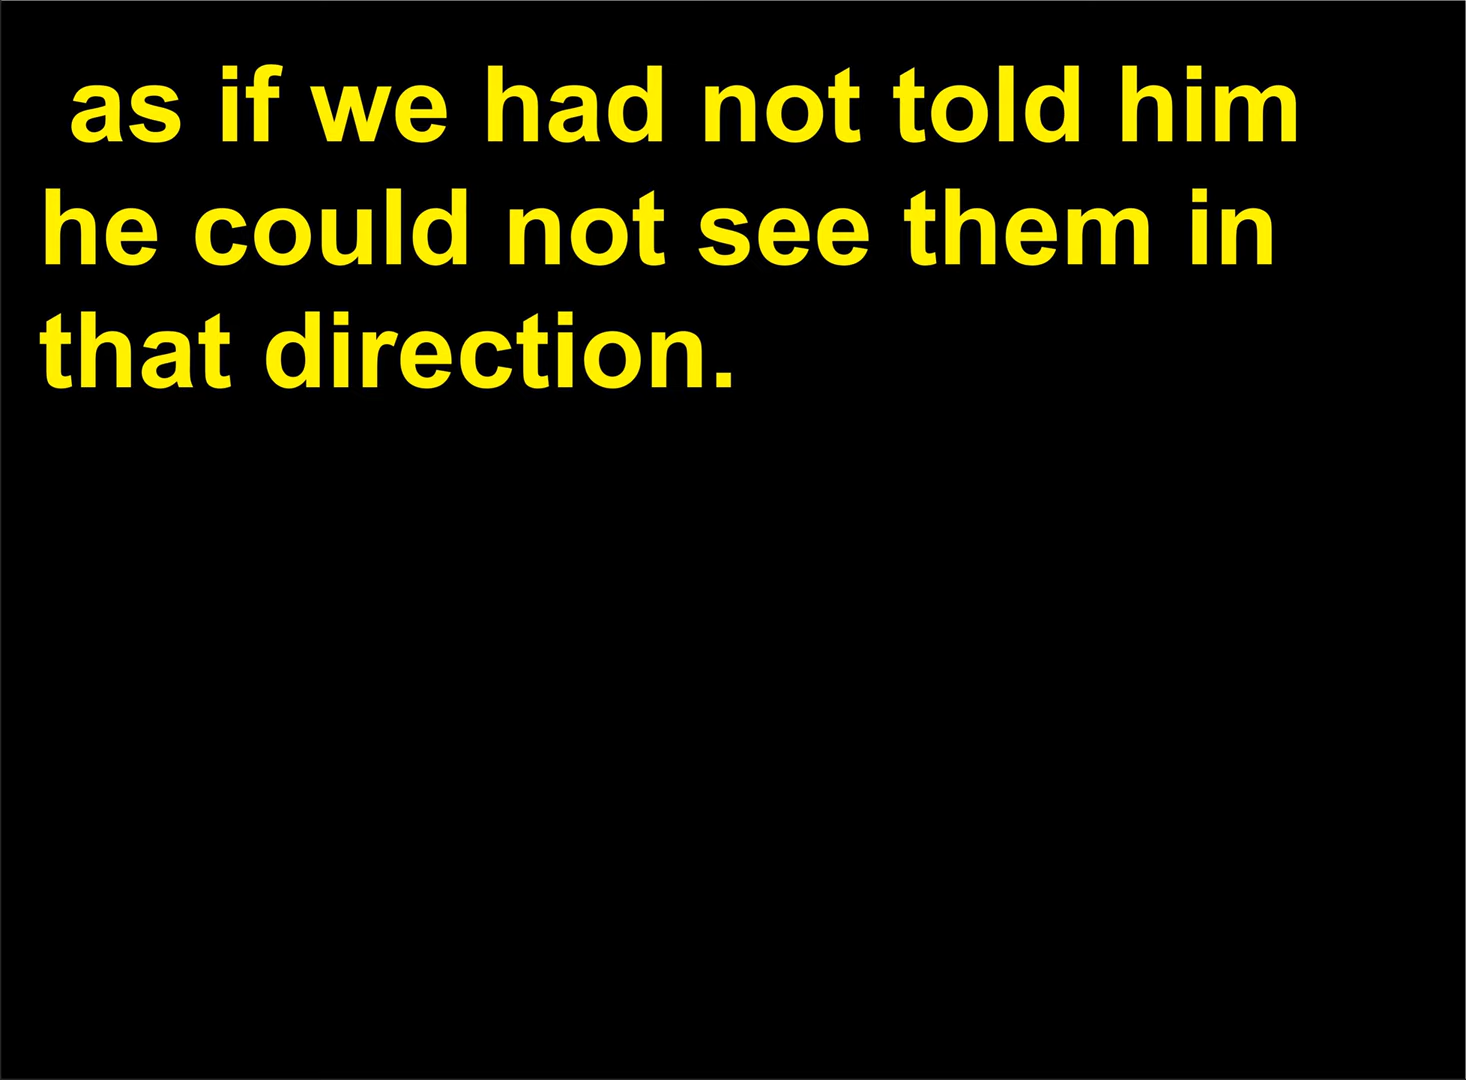 as if we had not told him
he could not see them in
that direction.